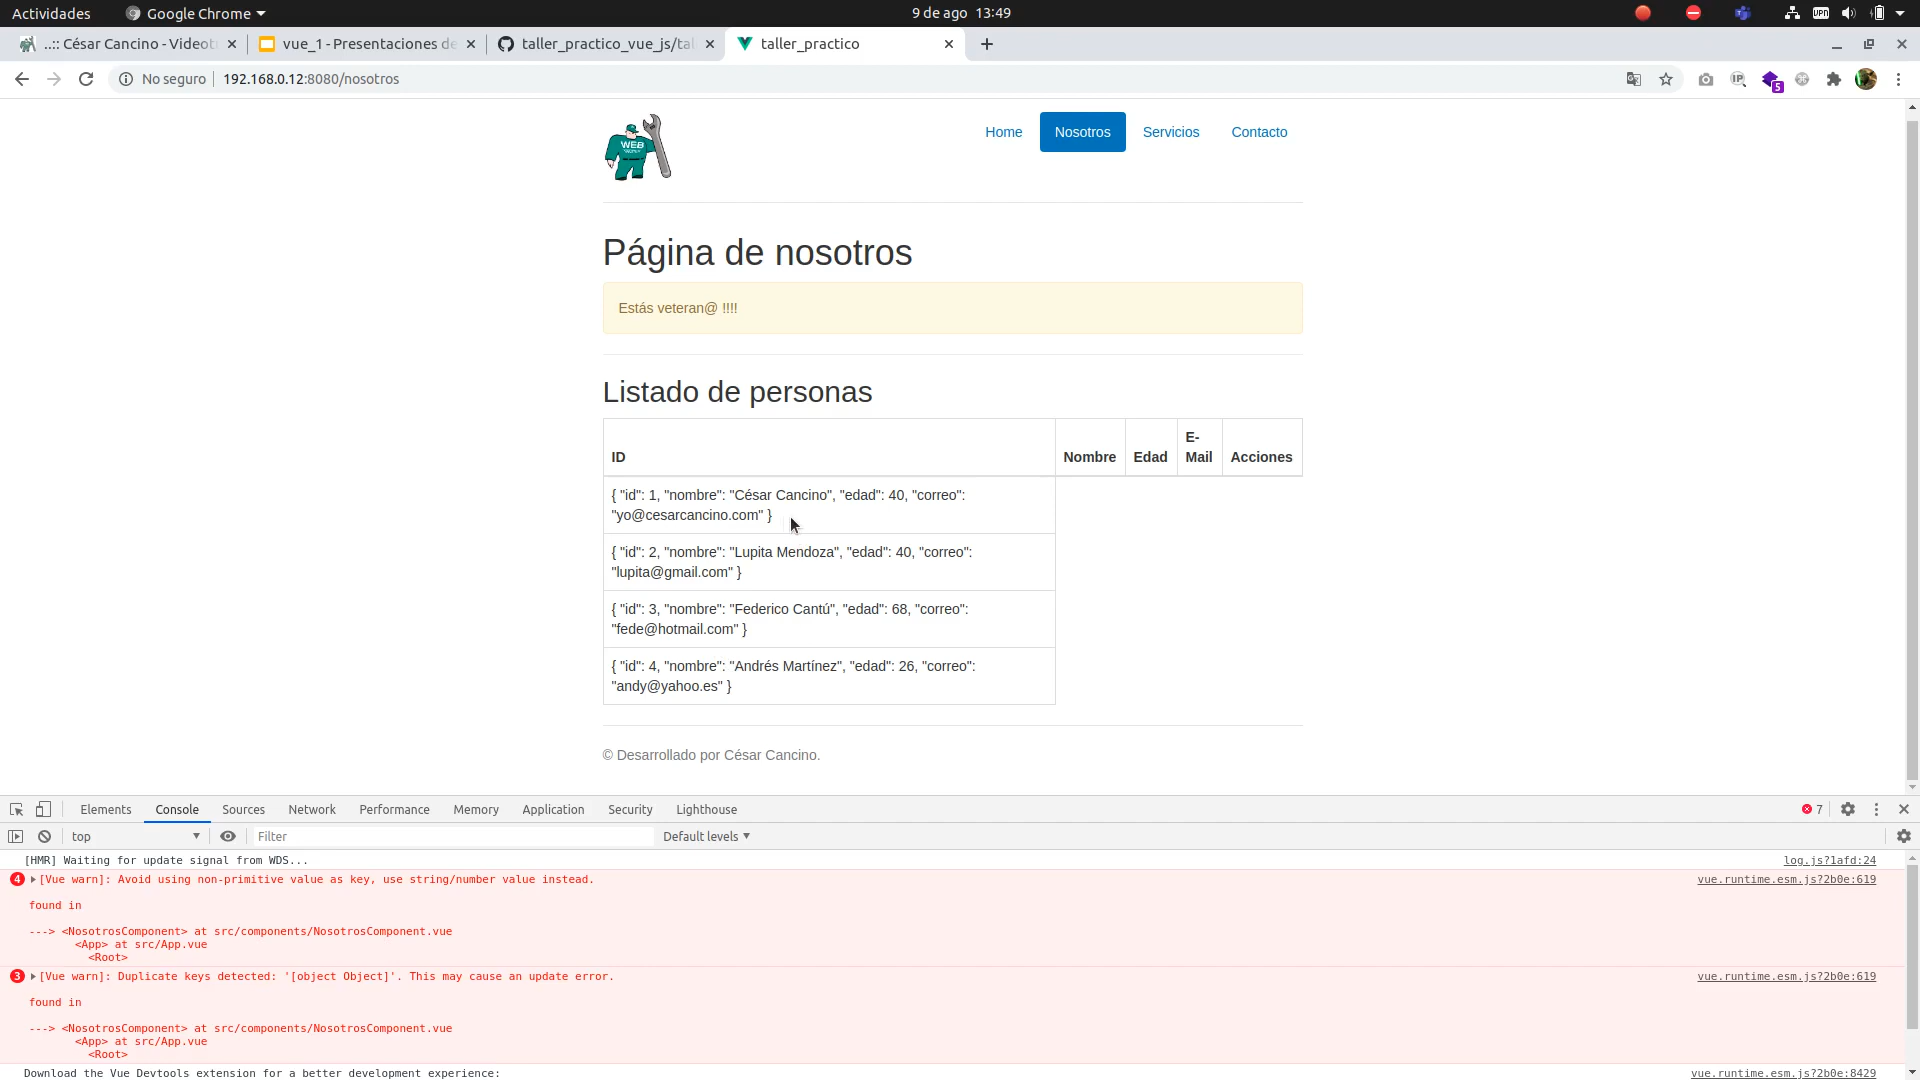 Actividades
Google Chrome
9 de ago 13:49
VPN
..:: César Cancino - Videotu
vue_1 - Presentaciones de
taller_practico_vue_js/tal
taller_practico
No seguro
192.168.0.12:8080/nosotros
IP
5
WEB
Home
Nosotros
Servicios
Contacto
Página de nosotros
Estás veteran@ !!!!
Listado de personas
ID
Nombre
Edad
E-
Mail
Acciones
{ "id": 1, "nombre": "César Cancino", "edad": 40, "correo":
"yo@cesarcancino.com" }
{ "id": 2, "nombre": "Lupita Mendoza", "edad": 40, "correo":
"lupita@gmail.com" }
{ "id": 3, "nombre": "Federico Cantú", "edad": 68, "correo":
"fede@hotmail.com" }
{ "id": 4, "nombre": "Andrés Martínez", "edad": 26, "correo":
"andy@yahoo.es" }
© Desarrollado por César Cancino.
Elements
Console
Sources
Network
Performance
Memory
Application
Security
Lighthouse
7
top
Filter
Default levels
[HMR] Waiting for update signal from WDS...
log.js?1afd:24
4
[Vue warn]: Avoid using non-primitive value as key, use string/number value instead.
vue.runtime.esm.js?2b0e:619
found in
---> <NosotrosComponent> at src/components/NosotrosComponent.vue
<App> at src/App.vue
<Root>
3
[Vue warn]: Duplicate keys detected: '[object Object]'. This may cause an update error.
vue.runtime.esm.js?2b0e:619
found in
---> <NosotrosComponent> at src/components/NosotrosComponent.vue
<App> at src/App.vue
<Root>
Download the Vue Devtools extension for a better development experience:
vue.runtime.esm.js?2b0e:8429